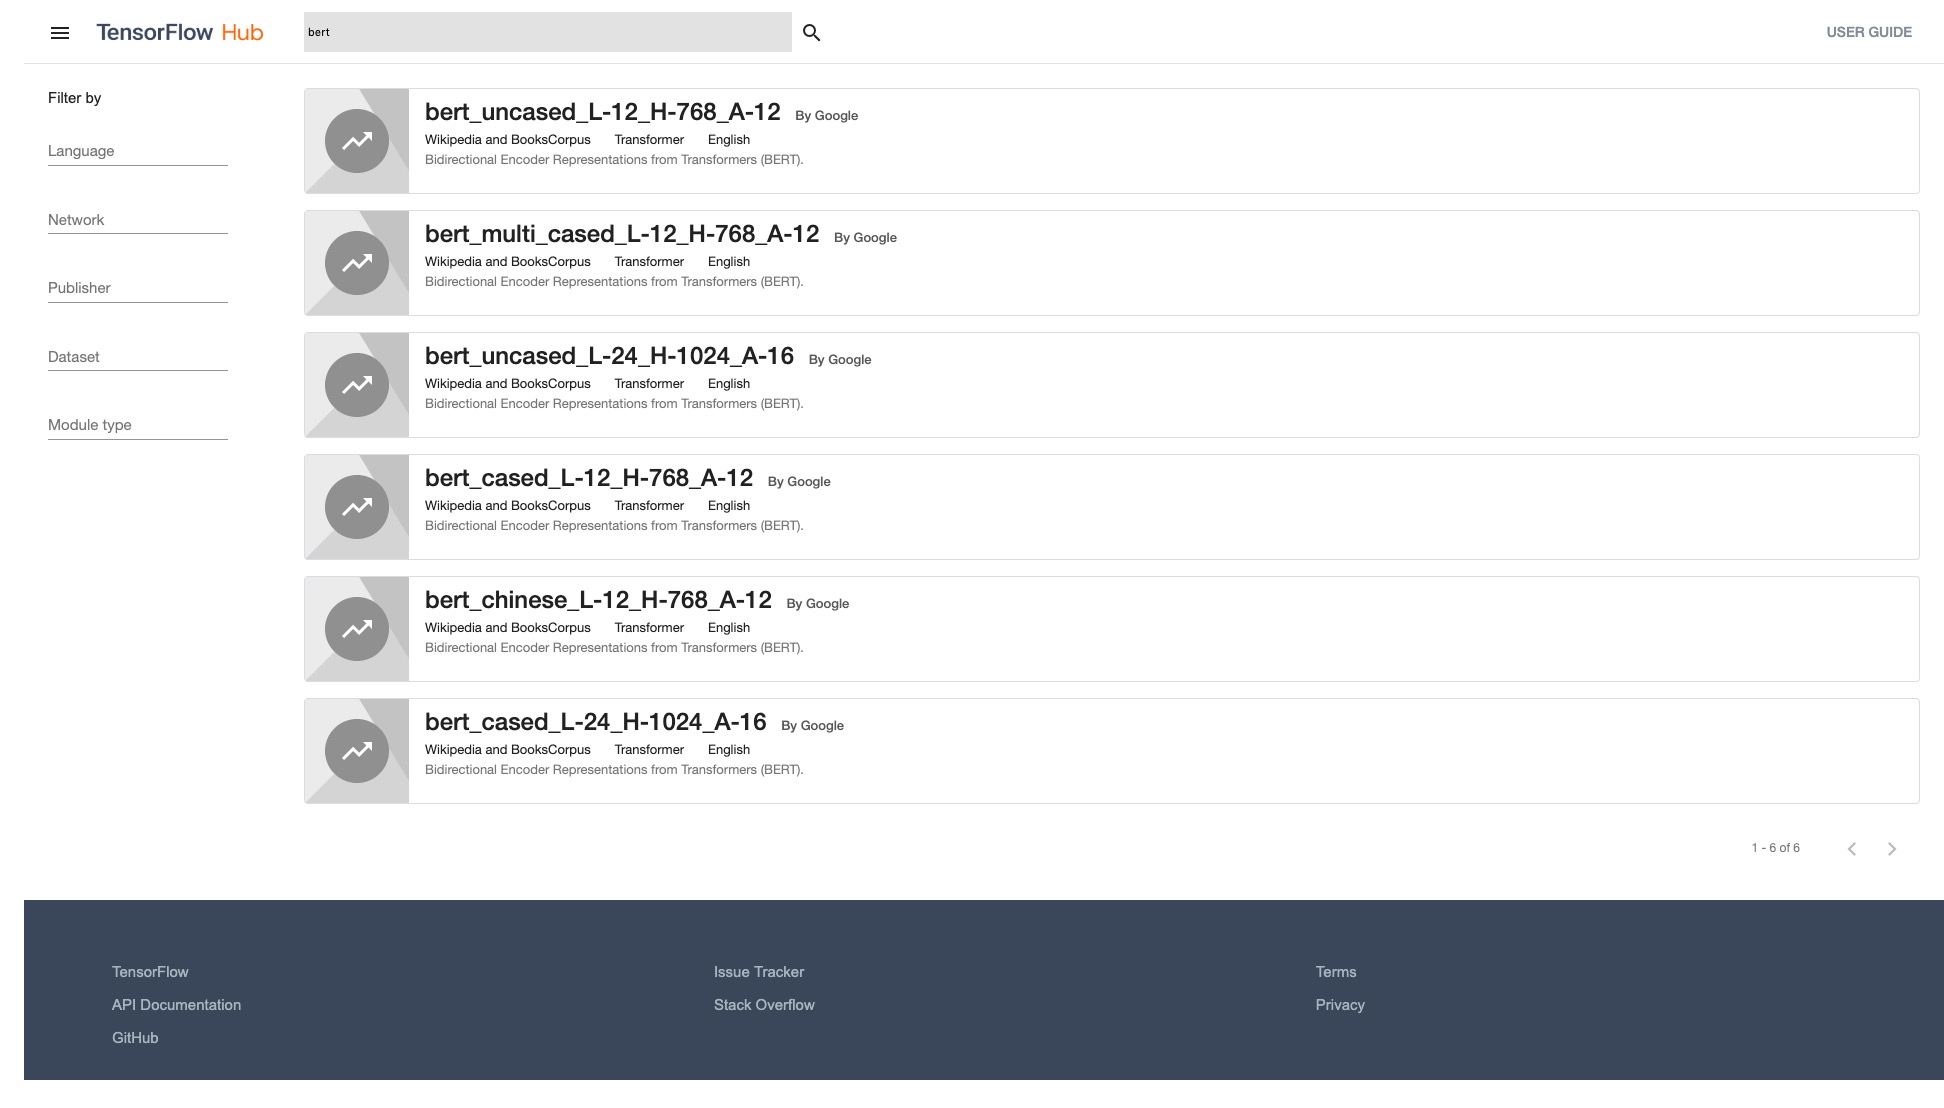 TensorFlow Hub
bert
USER GUIDE
Filter by
Language
Network
Publisher
Dataset
Module type
bert_uncased_L-12_H-768_A-12 By Google
Wikipedia and BooksCorpus Transformer English
Bidirectional Encoder Representations from Transformers (BERT).
bert_multi_cased_L-12_H-768_A-12 By Google
Wikipedia and BooksCorpus Transformer English
Bidirectional Encoder Representations from Transformers (BERT).
bert_uncased_L-24_H-1024_A-16 By Google
Wikipedia and BooksCorpus Transformer English
Bidirectional Encoder Representations from Transformers (BERT).
bert_cased_L-12_H-768_A-12 By Google
Wikipedia and BooksCorpus Transformer English
Bidirectional Encoder Representations from Transformers (BERT).
bert_chinese_L-12_H-768_A-12 By Google
Wikipedia and BooksCorpus Transformer English
Bidirectional Encoder Representations from Transformers (BERT).
bert_cased_L-24_H-1024_A-16 By Google
Wikipedia and BooksCorpus Transformer English
Bidirectional Encoder Representations from Transformers (BERT).
1 - 6 of 6
TensorFlow
API Documentation
GitHub
Issue Tracker
Stack Overflow
Terms
Privacy